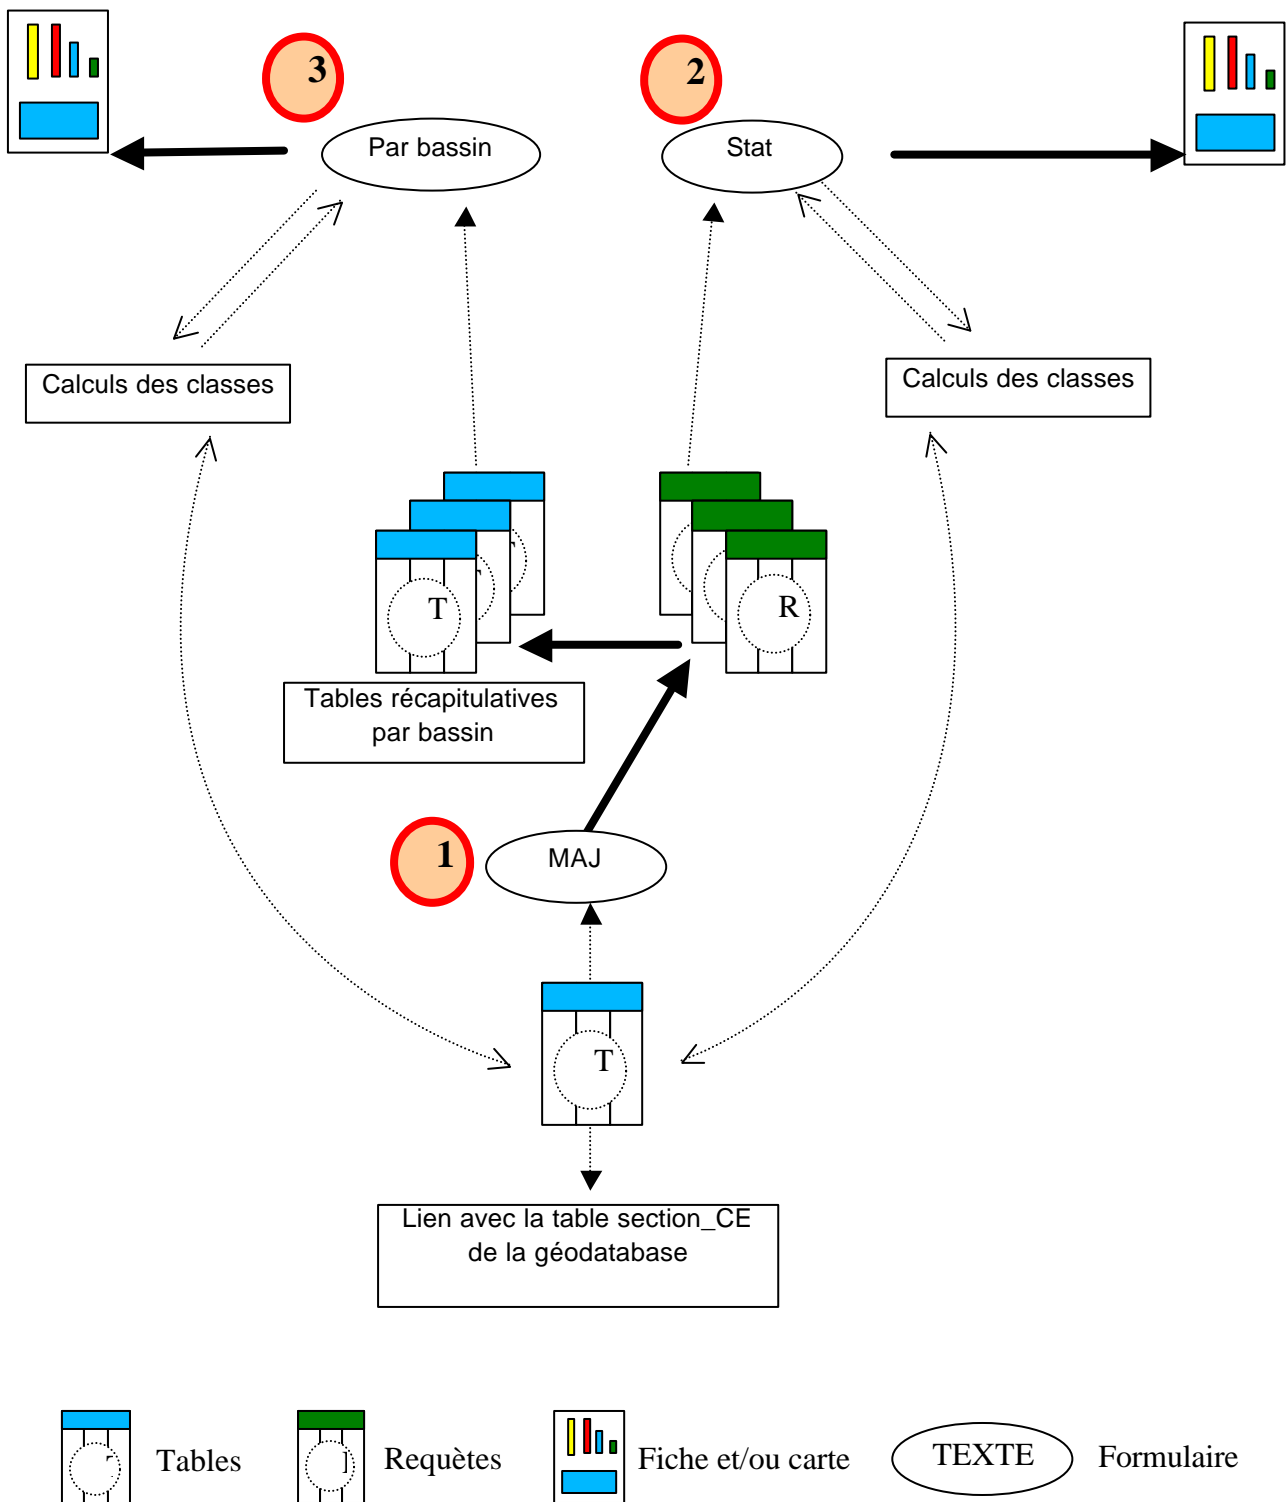 3
2
Par bassin
Stat
Calculs des classes
Calculs des classes
T
R
Tables récapitulatives
par bassin
1
MAJ
T
Lien avec la table section_CE
de la géodatabase
Tables
Requètes
Fiche et/ou carte
TEXTE
Formulaire